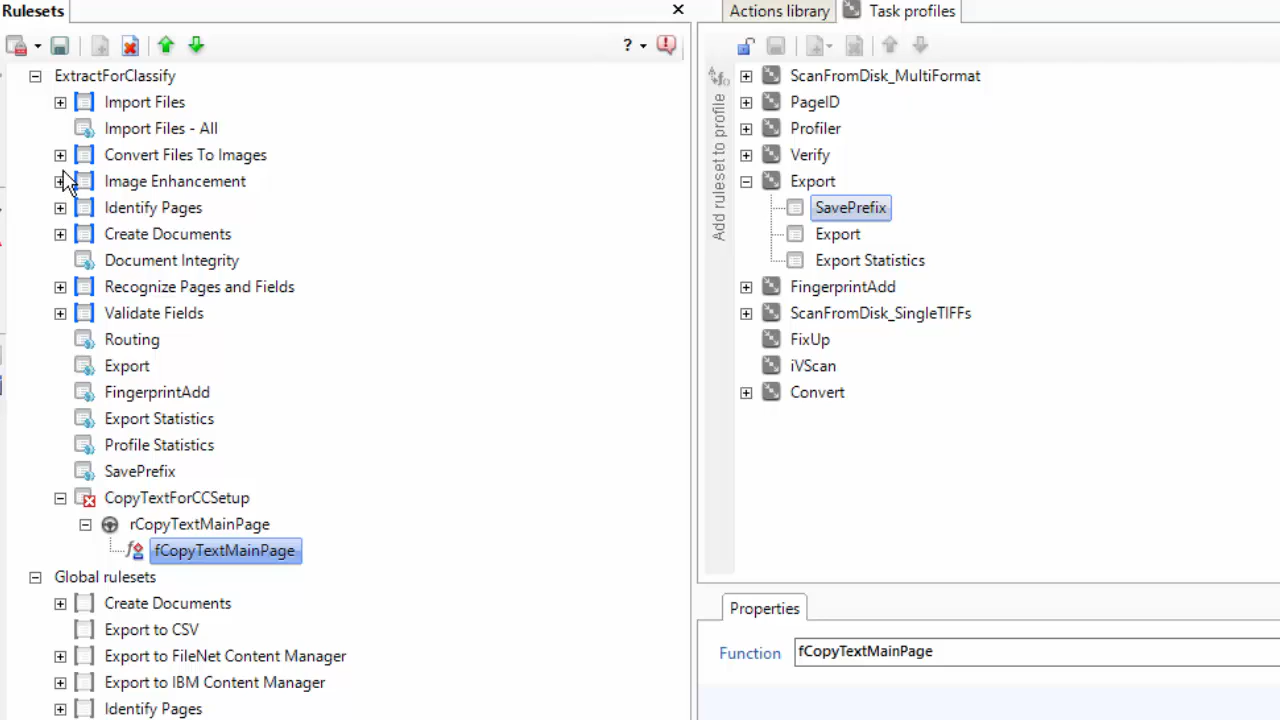 Rulesets
?
ExtractForClassify
Import Files
Import Files - All
Convert Files To Images
Image Enhancement
Identify Pages
Create Documents
Document Integrity
Recognize Pages and Fields
Validate Fields
Routing
Export
FingerprintAdd
Export Statistics
Profile Statistics
SavePrefix
CopyTextForCCSetup
rCopyTextMainPage
fCopyTextMainPage
Global rulesets
Create Documents
Export to CSV
Export to FileNet Content Manager
Export to IBM Content Manager
Identify Pages
Actions library
Task profiles
Add ruleset to profile
ScanFromDisk_MultiFormat
PageID
Profiler
Verify
Export
SavePrefix
Export
Export Statistics
FingerprintAdd
ScanFromDisk_SingleTIFFs
FixUp
iVScan
Convert
Properties
Function fCopyTextMainPage